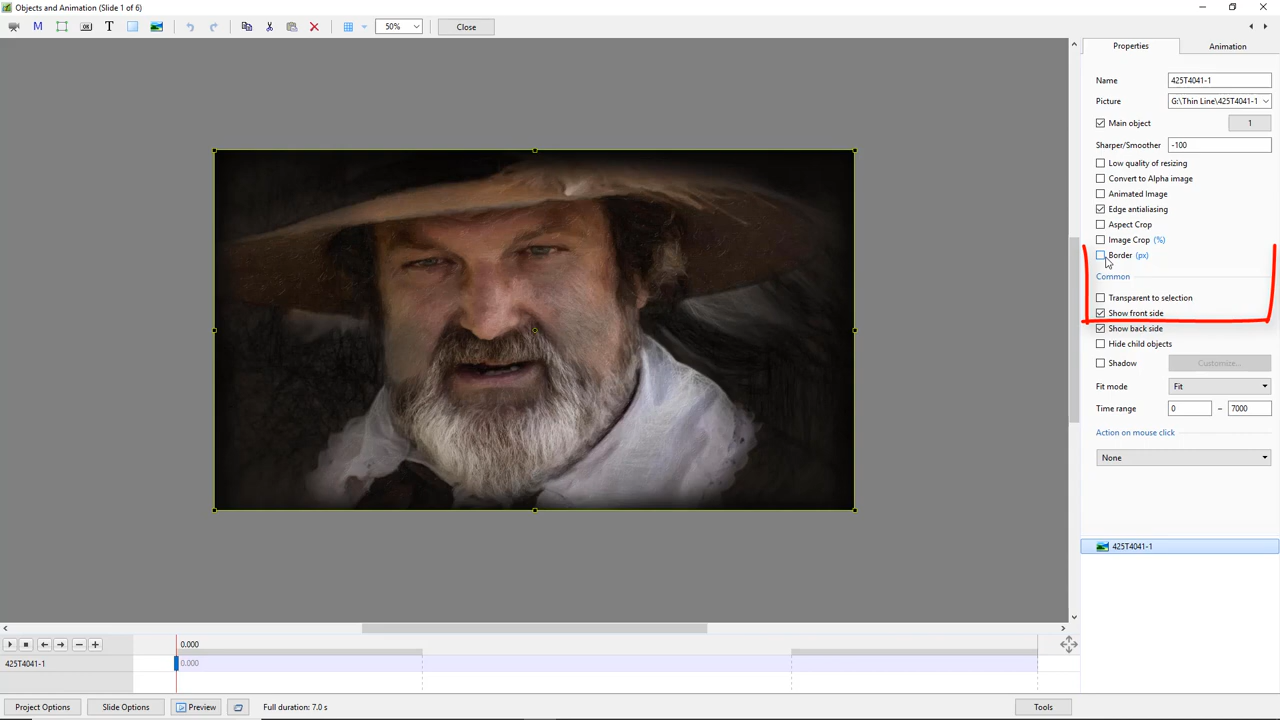 Objects and Animation (Slide 1 of 6)
M OK T 50% Close
Properties Animation
Name 425T4041-1
Picture G:\Thin Line\425T4041-1
Main object 1
Sharper/Smoother -100
Low quality of resizing
Convert to Alpha image
Animated Image
Edge antialiasing
Aspect Crop
Image Crop (%)
Border (px)
Common
Transparent to selection
Show front side
Show back side
Hide child objects
Shadow Customize...
Fit mode Fit
Time range 0 – 7000
Action on mouse click
None
425T4041-1
0.000
425T4041-1 0.000
Project Options Slide Options Preview Full duration: 7.0 s Tools